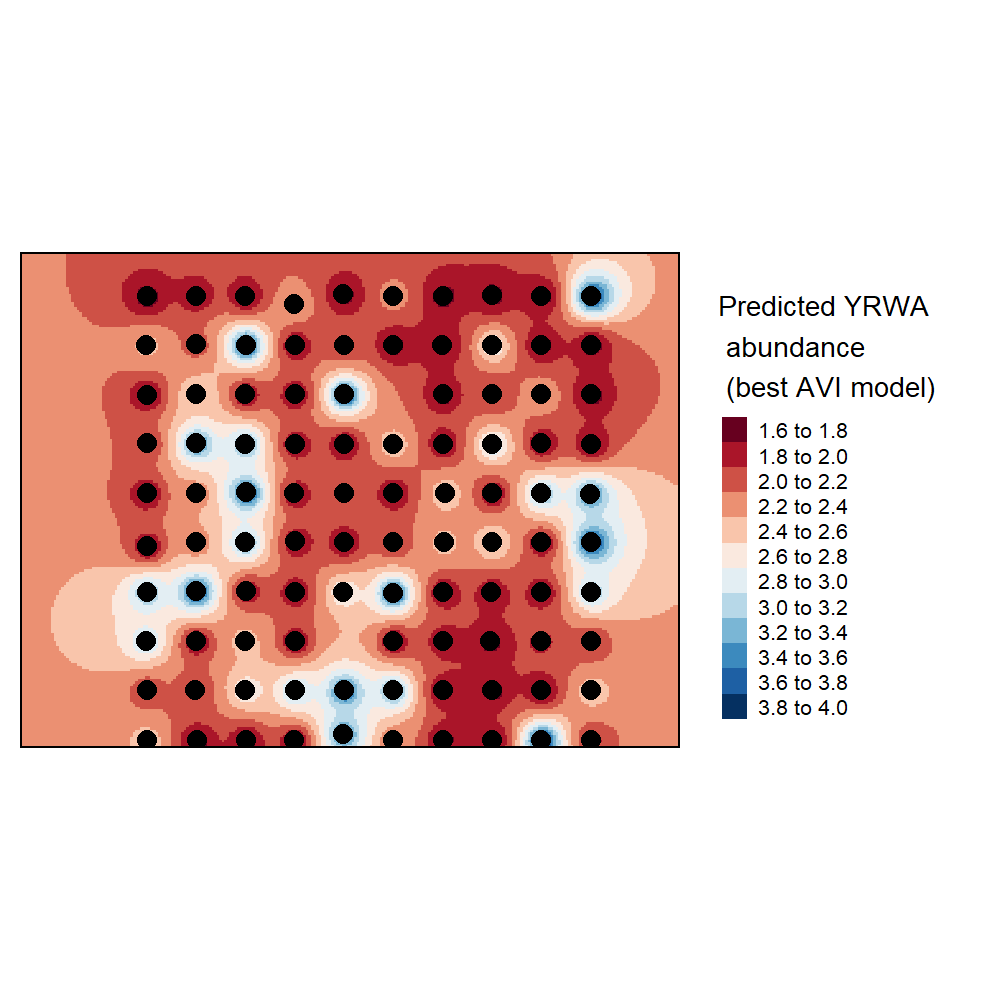 Predicted YRWA
abundance
(best AVI model)
1.6 to 1.8
1.8 to 2.0
2.0 to 2.2
2.2 to 2.4
2.4 to 2.6
2.6 to 2.8
2.8 to 3.0
3.0 to 3.2
3.2 to 3.4
3.4 to 3.6
3.6 to 3.8
3.8 to 4.0